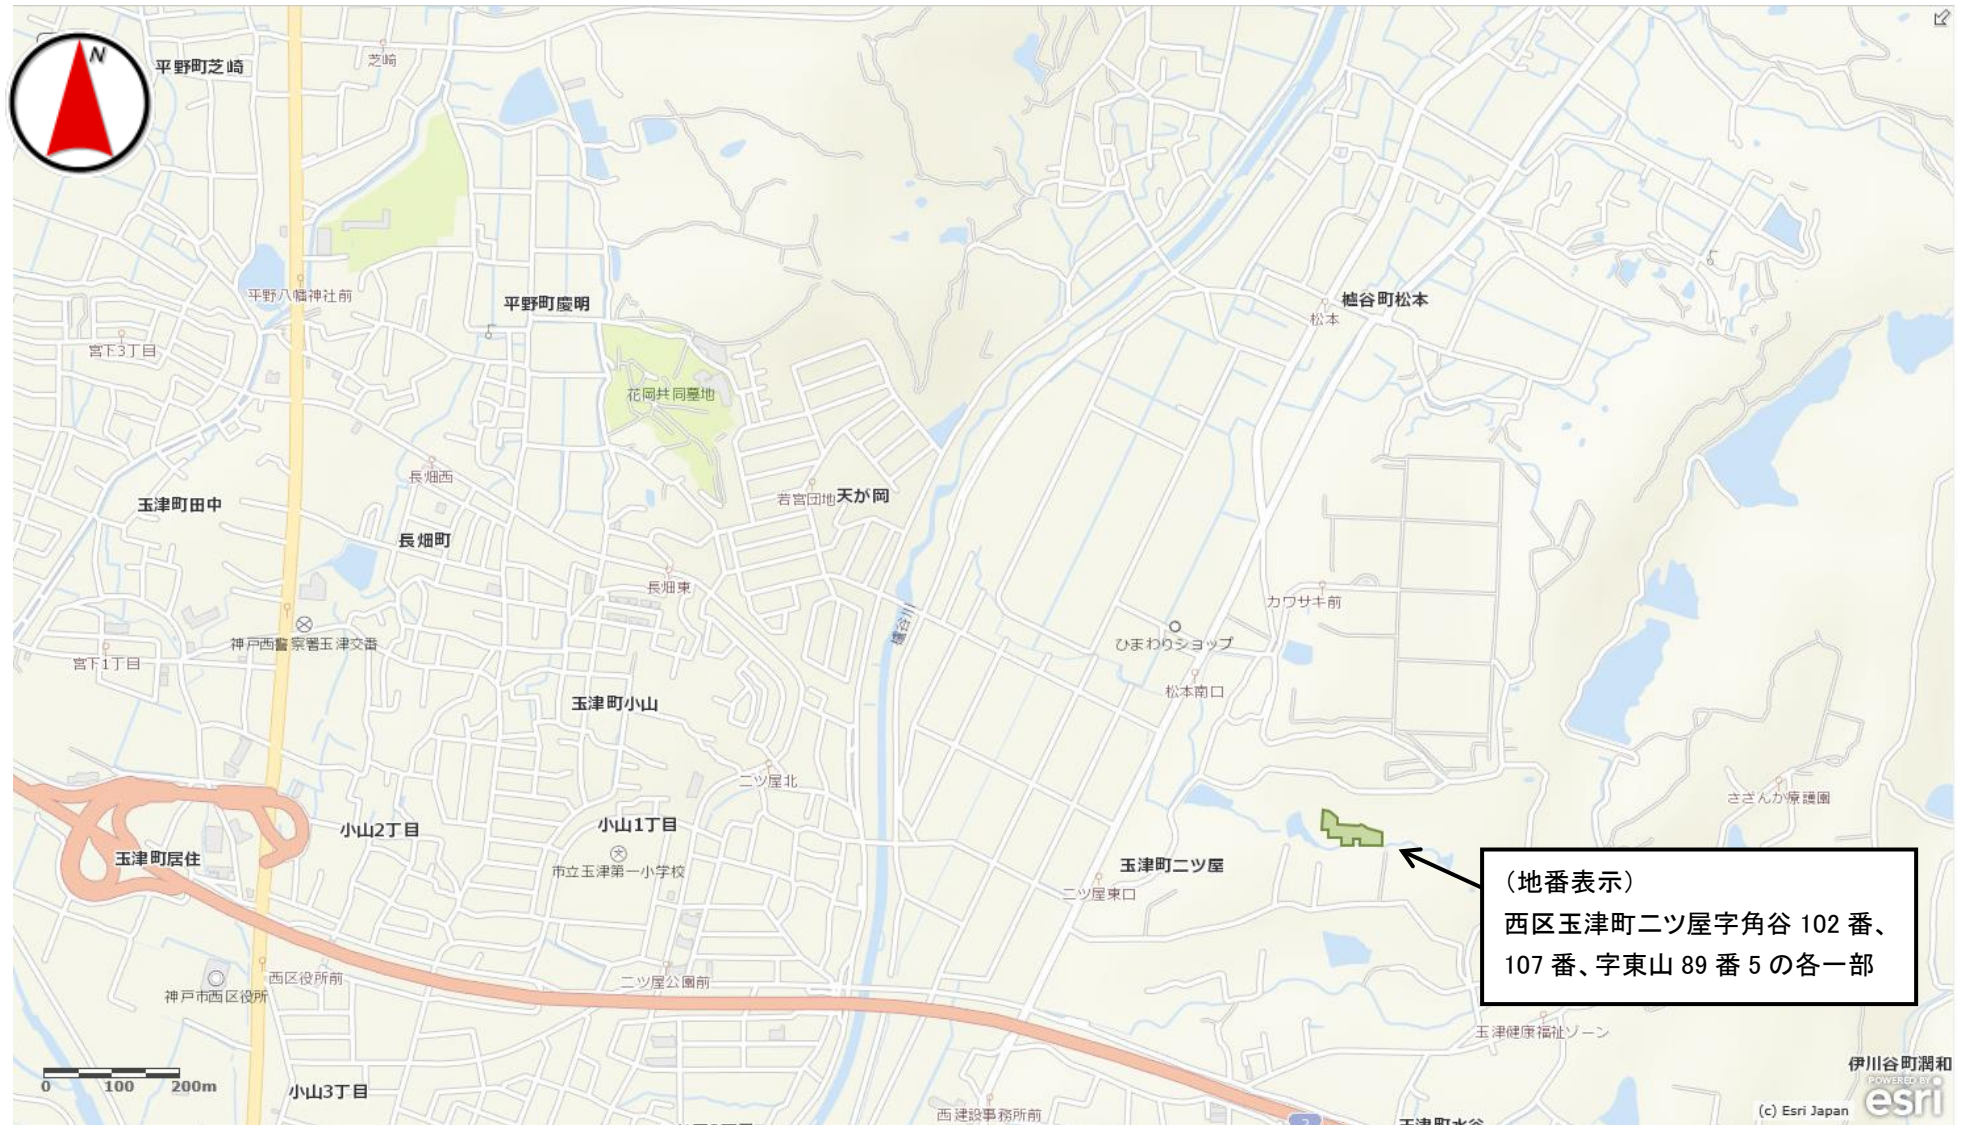 N
平野町芝崎
芝崎
平野八幡神社前
平野町慶明
植谷町松本
松本
宮下3丁目
花岡共同墓地
長畑西
若宮団地
天が岡
玉津町田中
長畑町
長畑東
カワサキ前
神戸西警察署玉津交番
ひまわりショップ
宮下1丁目
松本南口
玉津町小山
二ツ屋北
さざんか療護園
小山2丁目
小山1丁目
玉津町居住
市立玉津第一小学校
玉津町二ツ屋
二ツ屋東口
（地番表示）
西区玉津町二ツ屋字角谷 102 番、
107 番、字東山 89 番 5 の各一部
西区役所前
二ツ屋公園前
神戸市西区役所
玉津健康福祉ゾーン
伊川谷町潤和
0 100 200m
小山3丁目
西建設事務所前
2
(c) Esri Japan
POWERED BY
esri